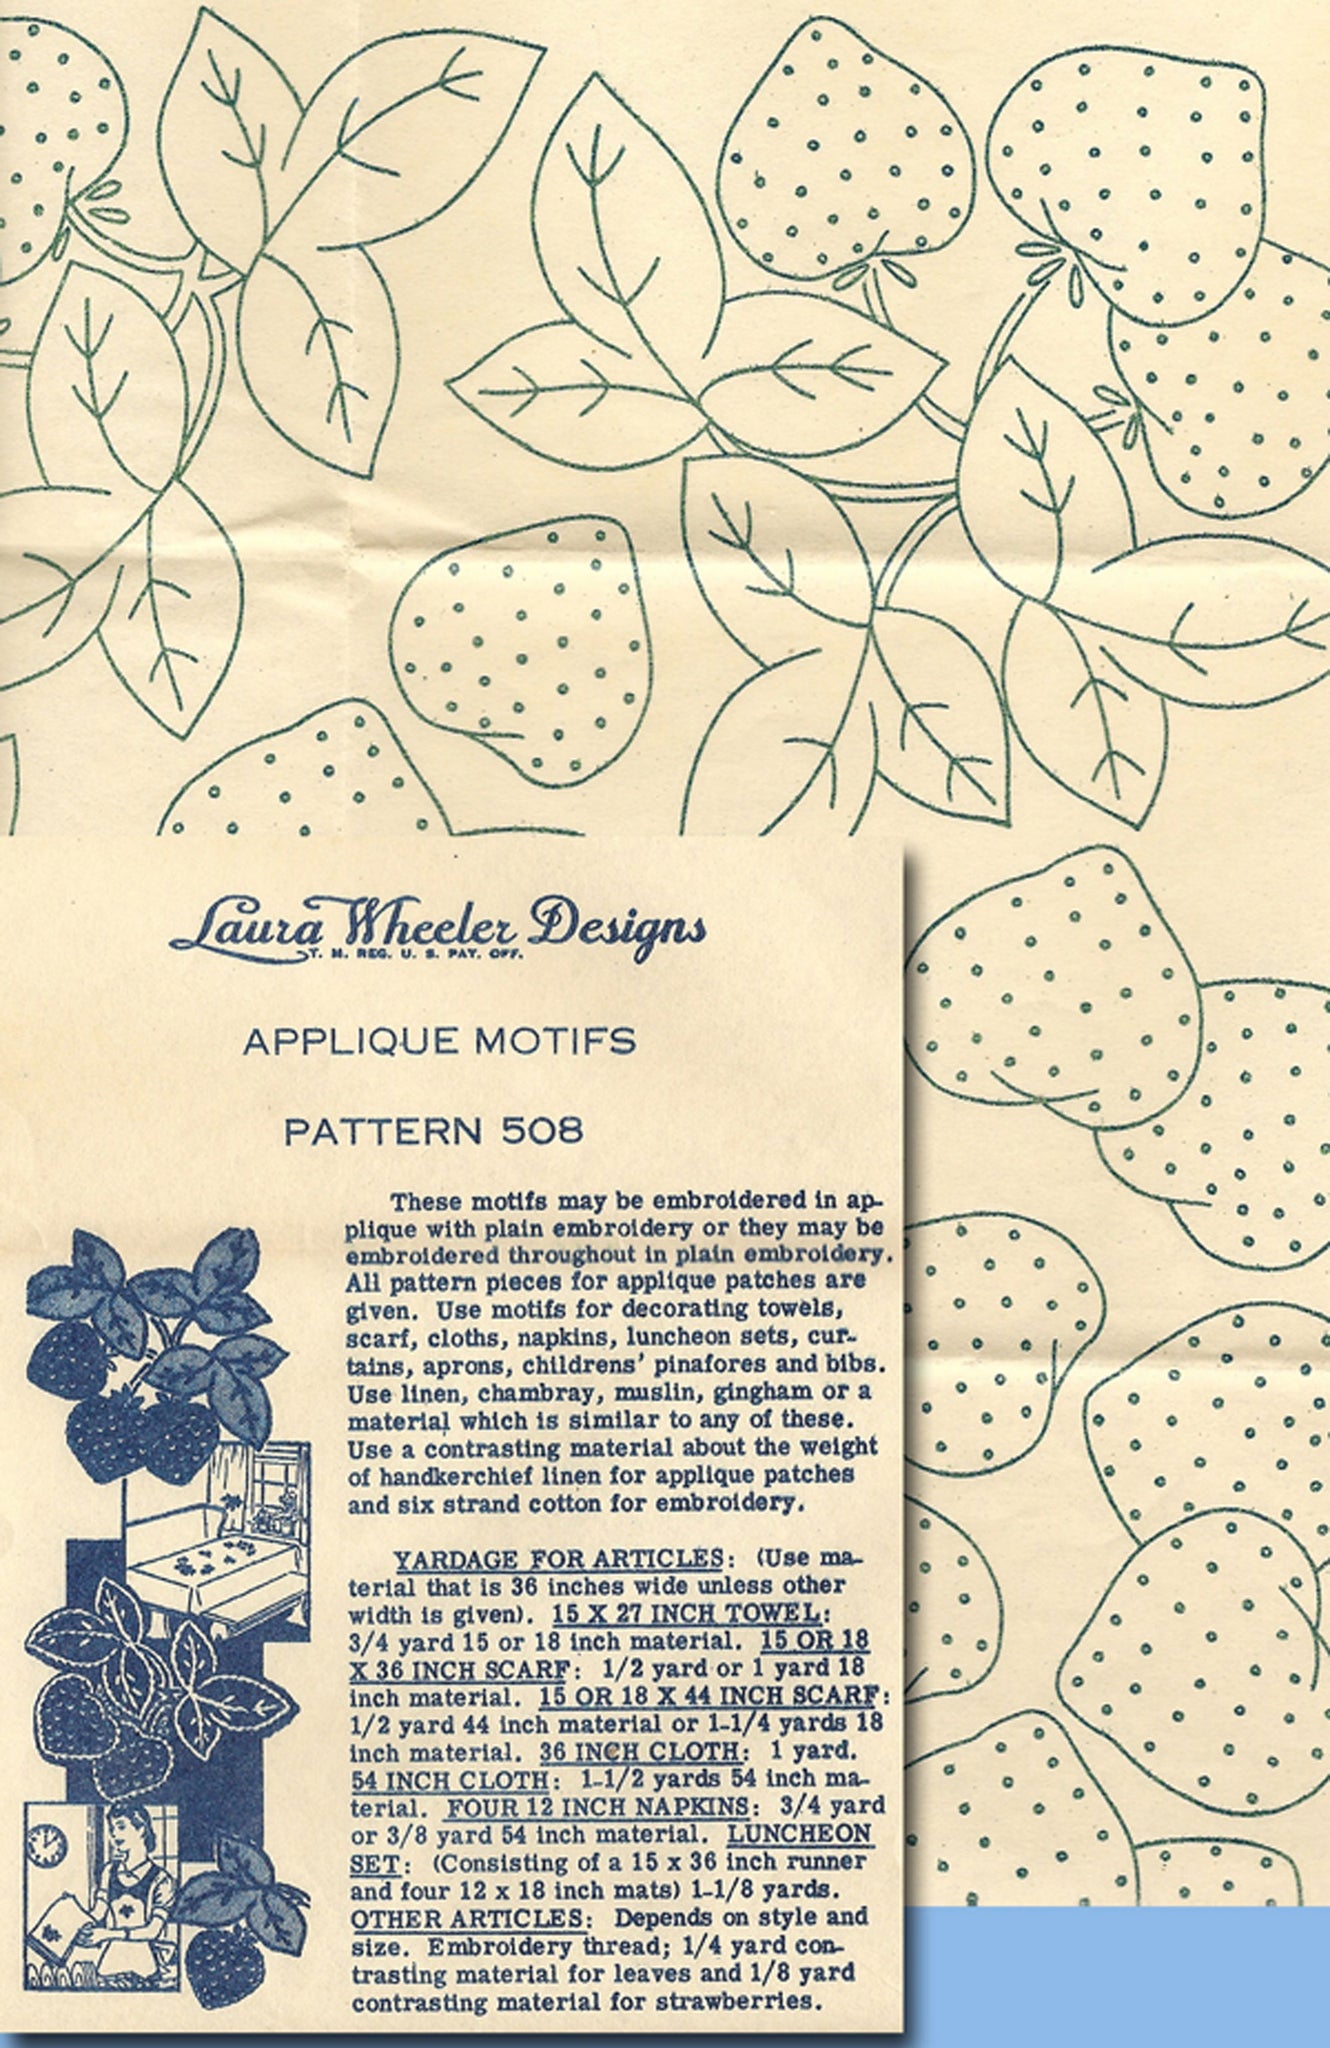 Laura Wheeler Designs
T. M. REG. U. S. PAT. OFF.
APPLIQUE MOTIFS
PATTERN 508
These motifs may be embroidered in ap-
plique with plain embroidery or they may be
embroidered throughout in plain embroidery.
All pattern pieces for applique patches are
given. Use motifs for decorating towels,
scarf, cloths, napkins, luncheon sets, cur-
tains, aprons, childrens' pinafores and bibs.
Use linen, chambray, muslin, gingham or a
material which is similar to any of these.
Use a contrasting material about the weight
of handkerchief linen for applique patches
and six strand cotton for embroidery.
YARDAGE FOR ARTICLES: (Use ma-
terial that is 36 inches wide unless other
width is given). 15 X 27 INCH TOWEL:
3/4 yard 15 or 18 inch material. 15 OR 18
X 36 INCH SCARF: 1/2 yard or 1 yard 18
inch material. 15 OR 18 X 44 INCH SCARF:
1/2 yard 44 inch material or 1-1/4 yards 18
inch material. 36 INCH CLOTH: 1 yard.
54 INCH CLOTH: 1-1/2 yards 54 inch ma-
terial. FOUR 12 INCH NAPKINS: 3/4 yard
or 3/8 yard 54 inch material. LUNCHEON
SET: (Consisting of a 15 x 36 inch runner
and four 12 x 18 inch mats) 1-1/8 yards.
OTHER ARTICLES: Depends on style and
size. Embroidery thread; 1/4 yard con-
trasting material for leaves and 1/8 yard
contrasting material for strawberries.